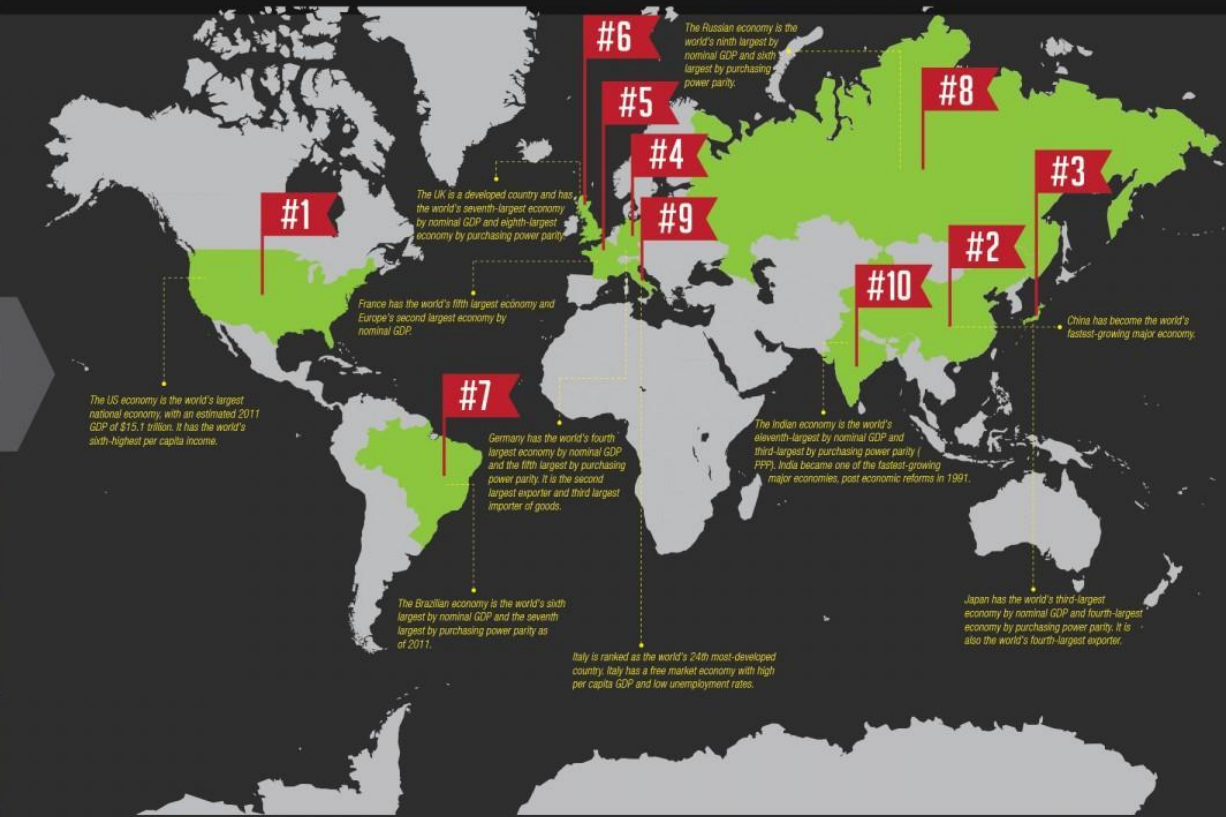 #6
The Russian economy is the
world's ninth largest by
nominal GDP and sixth
largest by purchasing
power parity.
#8
#5
#4
#3
The UK is a developed country and has
the world's seventh-largest economy
by nominal GDP and eighth-largest
economy by purchasing power parity.
#1
#9
#2
#10
France has the world's fifth largest economy and
Europe's second largest economy by
nominal GDP.
China has become the world's
fastest-growing major economy.
The US economy is the world's largest
national economy, with an estimated 2011
GDP of $15.1 trillion. It has the world's
sixth-highest per capita income.
#7
Germany has the world's fourth
largest economy by nominal GDP
and the fifth largest by purchasing
power parity. It is the second
largest exporter and third largest
importer of goods.
The Indian economy is the world's
eleventh-largest by nominal GDP and
third-largest by purchasing power parity (
PPP). India became one of the fastest-growing
major economies, post economic reforms in 1991.
The Brazilian economy is the world's sixth
largest by nominal GDP and the seventh
largest by purchasing power parity as
of 2011.
Japan has the world's third-largest
economy by nominal GDP and fourth-largest
economy by purchasing power parity. It is
also the world's fourth-largest exporter.
Italy is ranked as the world's 24th most-developed
country. Italy has a free market economy with high
per capita GDP and low unemployment rates.